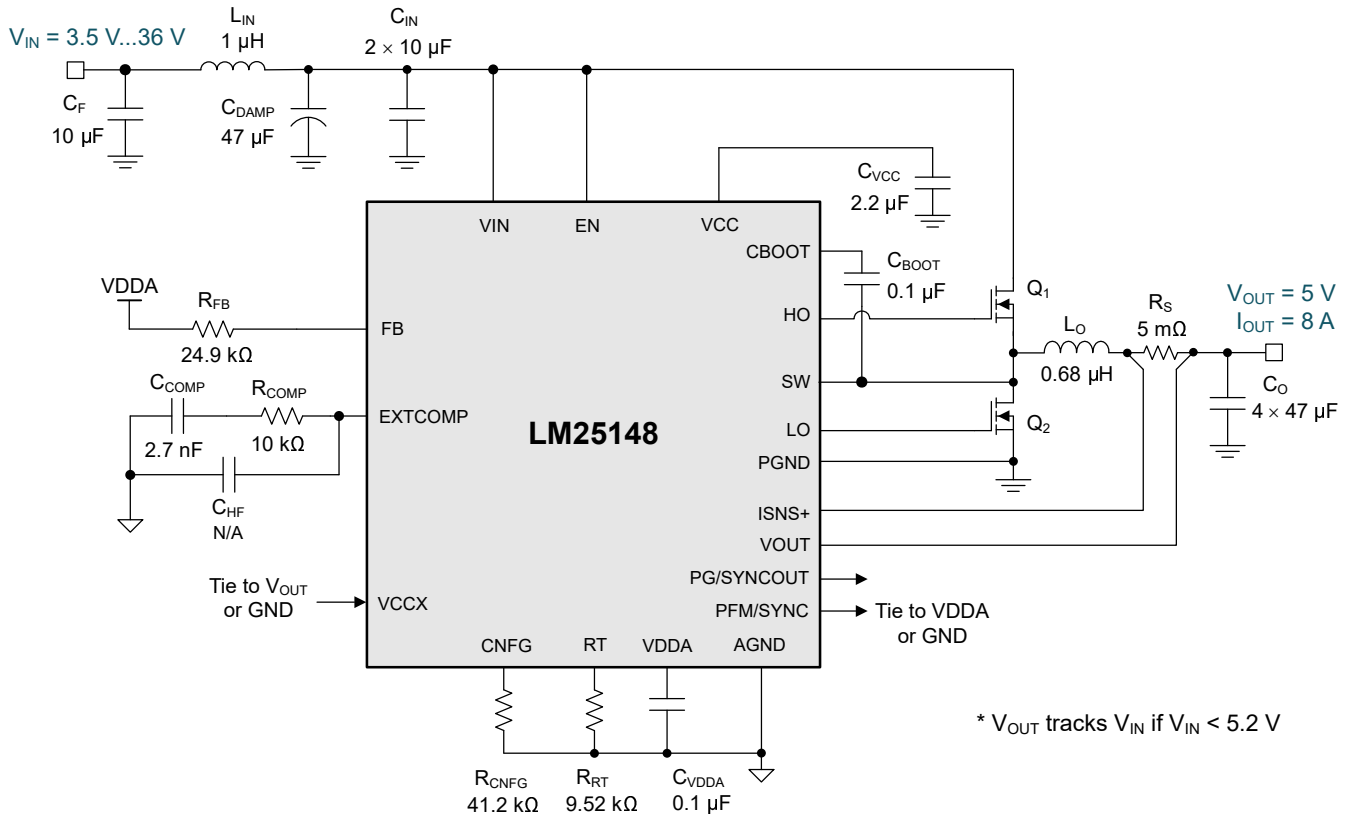 V_IN = 3.5 V...36 V
L_IN
1 µH
C_IN
2 × 10 µF
C_F
10 µF
C_DAMP
47 µF
C_VCC
2.2 µF
VIN
EN
VCC
CBOOT
C_BOOT
0.1 µF
VDDA
R_FB
24.9 kΩ
FB
HO
Q_1
V_OUT = 5 V
I_OUT = 8 A
R_S
5 mΩ
L_O
0.68 µH
C_COMP
2.7 nF
R_COMP
10 kΩ
EXTCOMP
LM25148
SW
C_O
4 × 47 µF
LO
Q_2
PGND
C_HF
N/A
ISNS+
VOUT
Tie to V_OUT
or GND
VCCX
PG/SYNCOUT
PFM/SYNC
Tie to VDDA
or GND
CNFG
RT
VDDA
AGND
* V_OUT tracks V_IN if V_IN < 5.2 V
R_CNFG
41.2 kΩ
R_RT
9.52 kΩ
C_VDDA
0.1 µF